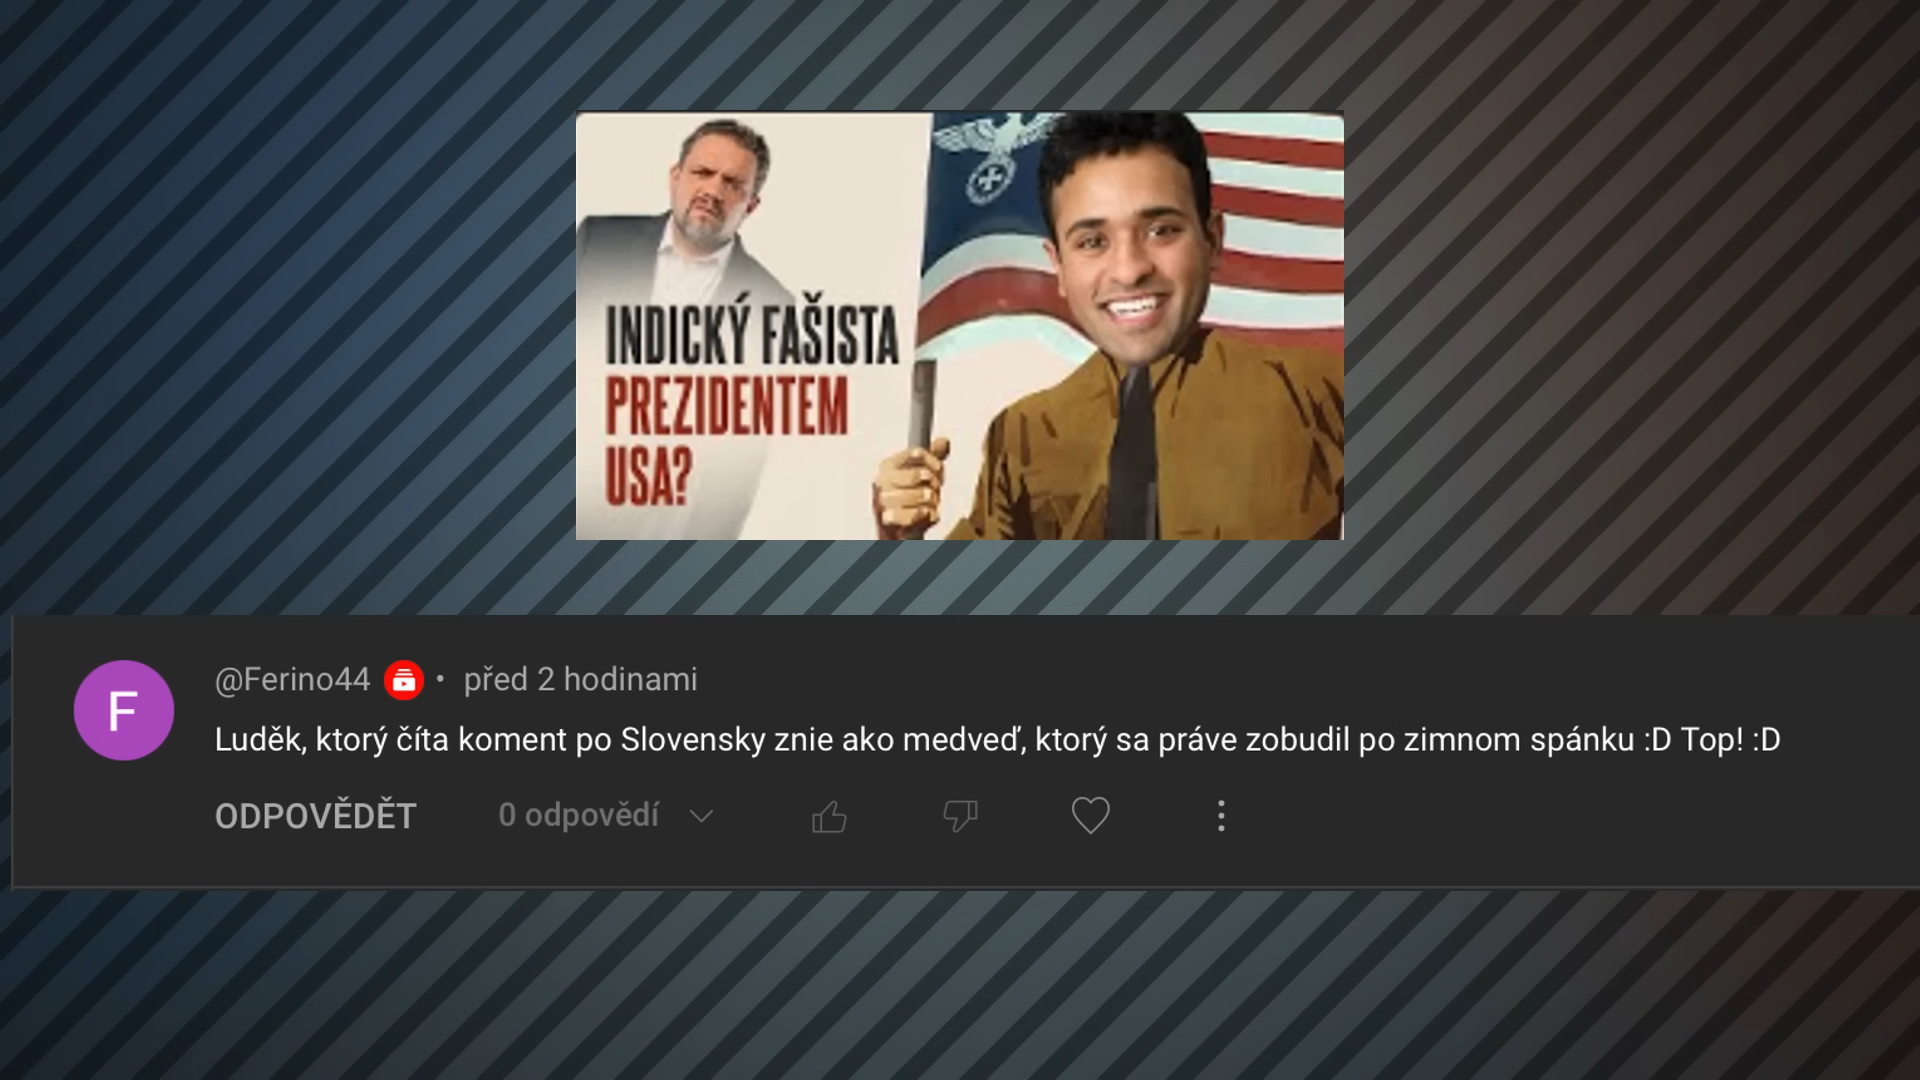 INDICKÝ FAŠISTA
PREZIDENTEM
USA?
F
@Ferino44 • před 2 hodinami
Luděk, ktorý číta koment po Slovensky znie ako medveď, ktorý sa práve zobudil po zimnom spánku :D Top! :D
ODPOVĚDĚT 0 odpovědí